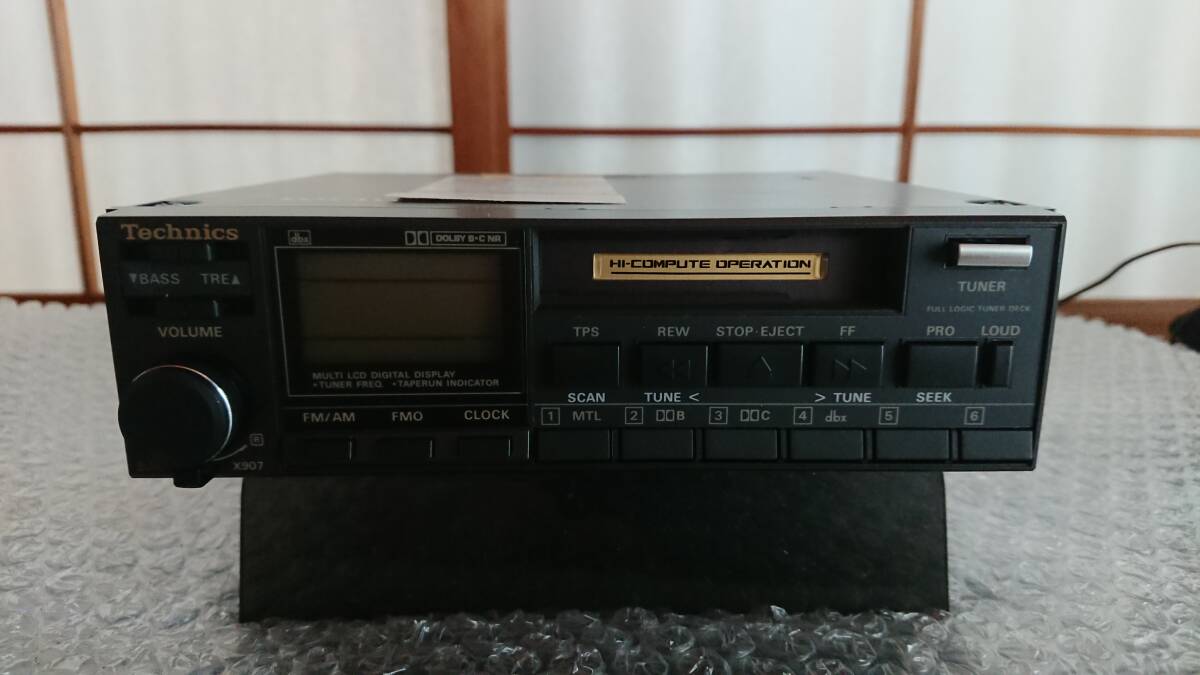 Technics
▼BASS TRE▲
VOLUME
R
X907
dbx
DOLBY B·C NR
MULTI LCD DIGITAL DISPLAY
•TUNER FREQ. •TAPERUN INDICATOR
FM/AM FMO CLOCK
HI-COMPUTE OPERATION
TUNER
FULL LOGIC TUNER DECK
TPS REW STOP·EJECT FF PRO LOUD
SCAN TUNE < > TUNE SEEK
1 MTL 2 B 3 C 4 dbx 5 6